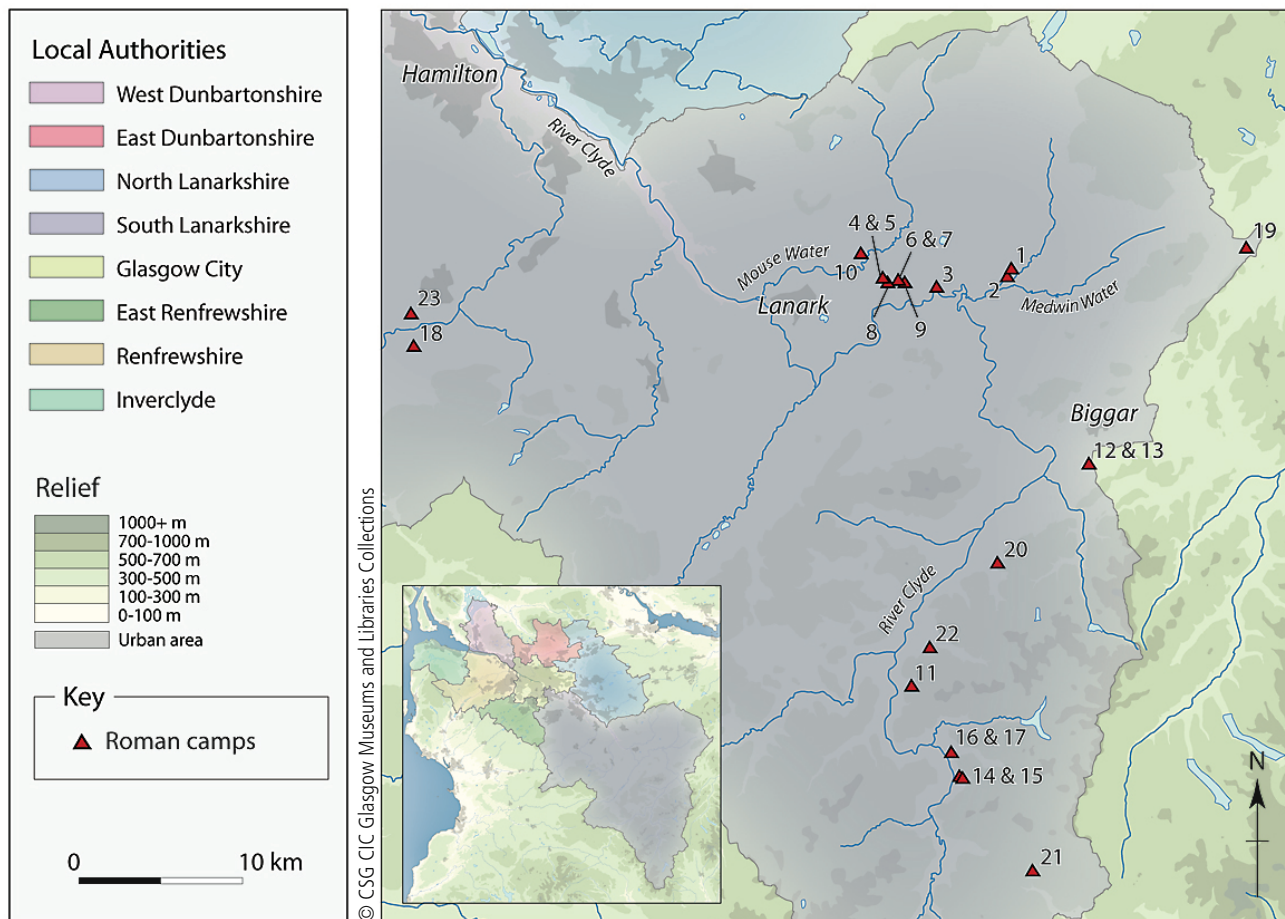 Local Authorities
West Dunbartonshire
East Dunbartonshire
North Lanarkshire
South Lanarkshire
Glasgow City
East Renfrewshire
Renfrewshire
Inverclyde
Relief
1000+ m
700-1000 m
500-700 m
300-500 m
100-300 m
0-100 m
Urban area
Key
Roman camps
0 10 km
© CSG CIC Glasgow Museums and Libraries Collections
Hamilton
River Clyde
4 & 5
6 & 7
19
Mouse Water
10
1
3
2
Medwin Water
Lanark
8
9
23
18
Biggar
12 & 13
20
River Clyde
22
11
16 & 17
14 & 15
N
21